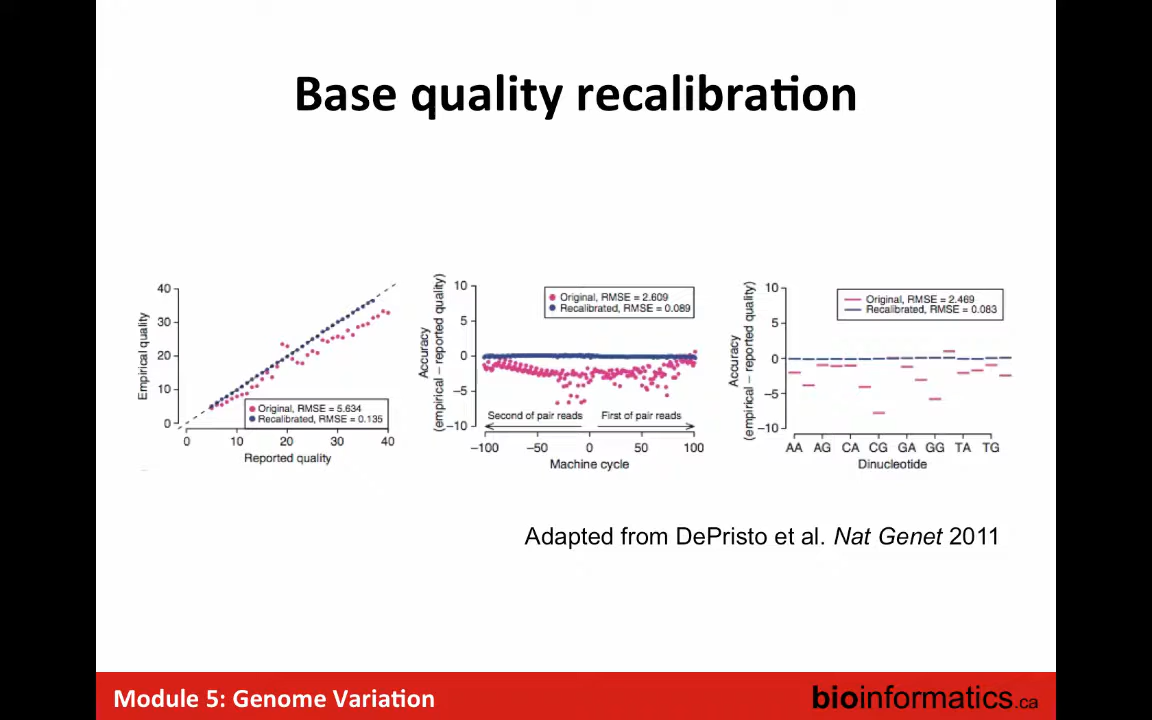 Base quality recalibration
40
30
20
10
0
Empirical quality
Original, RMSE = 5.634
Recalibrated, RMSE = 0.135
0 10 20 30 40
Reported quality
Accuracy
(empirical – reported quality)
10
5
0
–5
–10
Original, RMSE = 2.609
Recalibrated, RMSE = 0.089
Second of pair reads First of pair reads
–100 –50 0 50 100
Machine cycle
Accuracy
(empirical – reported quality)
10
5
0
–5
–10
Original, RMSE = 2.469
Recalibrated, RMSE = 0.083
AA AG CA CG GA GG TA TG
Dinucleotide
Adapted from DePristo et al. Nat Genet 2011
Module 5: Genome Variation
bioinformatics.ca